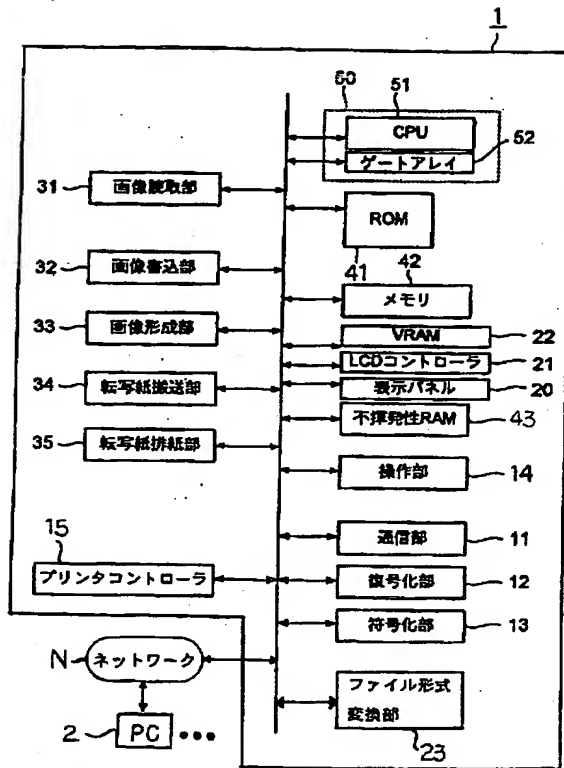 1
50
51
CPU
ゲートアレイ
52
31
画像読取部
ROM
41
32
画像書込部
42
メモリ
33
画像形成部
VRAM
22
LCDコントローラ
21
34
転写紙搬送部
表示パネル
20
不揮発性RAM
43
35
転写紙排紙部
操作部
14
15
通信部
11
プリンタコントローラ
復号化部
12
符号化部
13
N
ネットワーク
ファイル形式
変換部
2
PC
•••
23